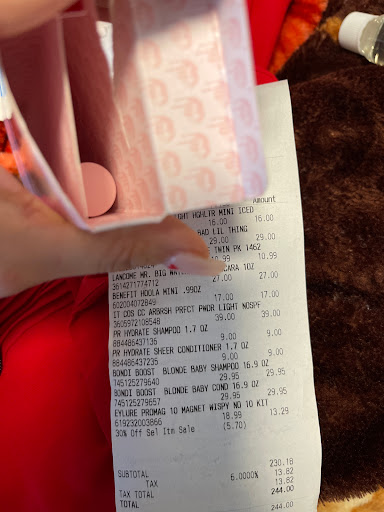 Amount
GHT HGHLTR MINI ICED
16.00 16.00
BAD LIL THING
29.00 29.00
TWIN PK 1462
10.99
LANCOME MR. BIG CARA 1OZ
3614271774712 27.00 27.00
BENEFIT HOOLA MINI .09OZ
602004072849 17.00 17.00
IT COS CC ARBRSH PRFCT PWDR LIGHT NOSPF
3605972108548 39.00 39.00
PR HYDRATE SHAMPOO 1.7 OZ
884486437136 9.00 9.00
PR HYDRATE SHEER CONDITIONER 1.7 OZ
884486437235 9.00 9.00
BONDI BOOST BLONDE BABY SHAMPOO 16.9 OZ
745125279640 29.95 29.95
BONDI BOOST BLONDE BABY COND 16.9 OZ
745125279657 29.95 29.95
EYLURE PROMAG 10 MAGNET WISPY NO 10 KIT
619232003866 18.99 13.29
30% Off Sel Itm Sale (5.70)
SUBTOTAL 230.18
TAX 6.0000% 13.82
TAX TOTAL 13.82
TOTAL 244.00
244.00